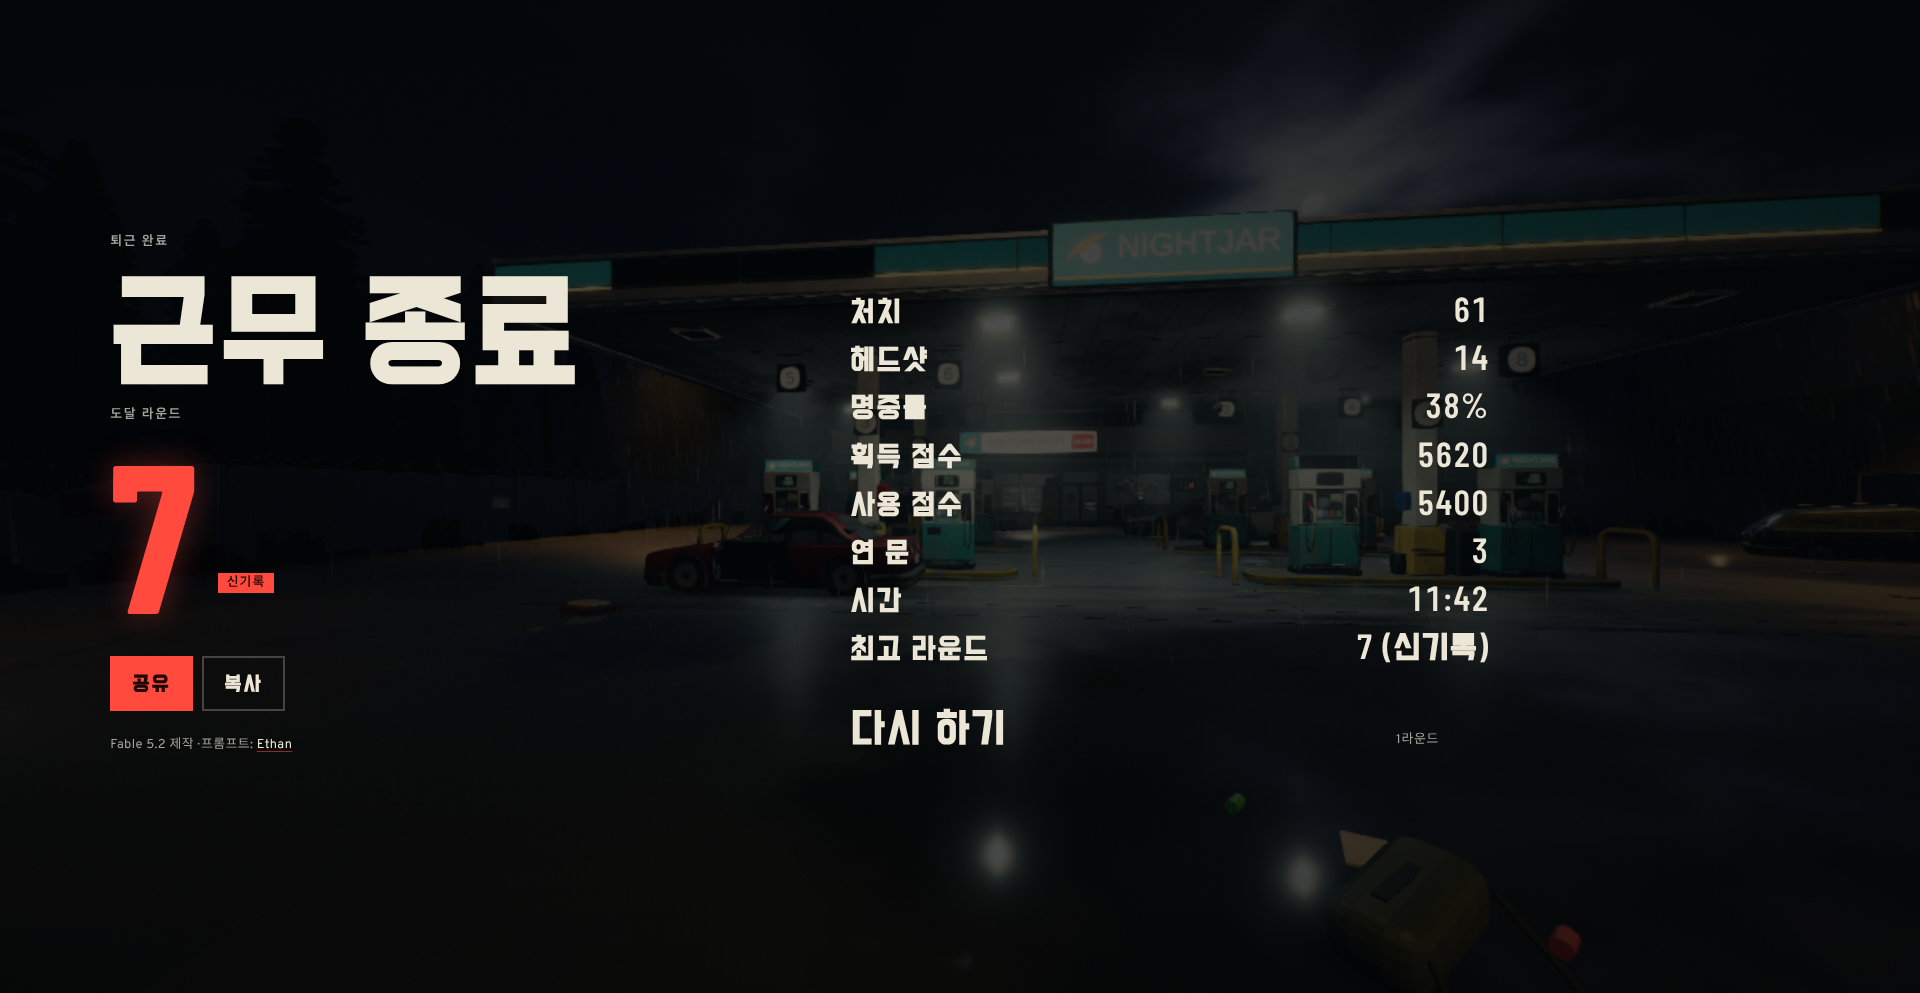 퇴근 완료
근무 종료
도달 라운드
7
신기록
공유
복사
Fable 5.2 제작 ·프롬프트: Ethan
처치 61
헤드샷 14
명중률 38%
획득 점수 5620
사용 점수 5400
연 문 3
시간 11:42
최고 라운드 7 (신기록)
다시 하기
1라운드
NIGHTJAR
5
6
8